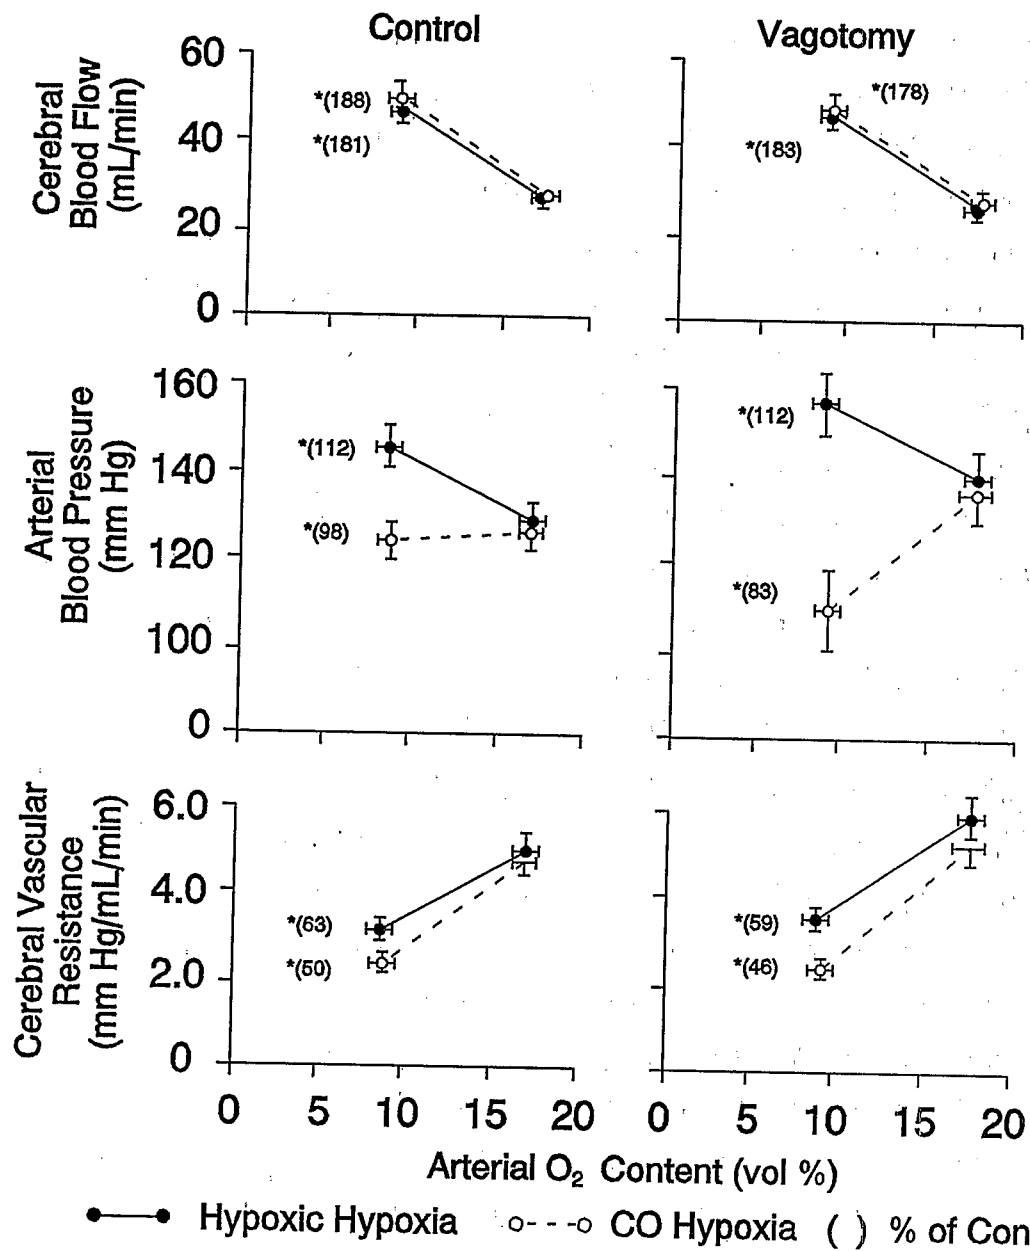 Control
Vagotomy
Cerebral
Blood Flow
(mL/min)
60
40
20
0
*(188)
*(181)
*(178)
*(183)
Arterial
Blood Pressure
(mm Hg)
160
140
120
100
0
*(112)
*(98)
*(112)
*(83)
Cerebral Vascular
Resistance
(mm Hg/mL/min)
6.0
4.0
2.0
0
*(63)
*(50)
*(59)
*(46)
0 5 10 15 20
0 5 10 15 20
Arterial O₂ Content (vol %)
Hypoxic Hypoxia CO Hypoxia ( ) % of Con